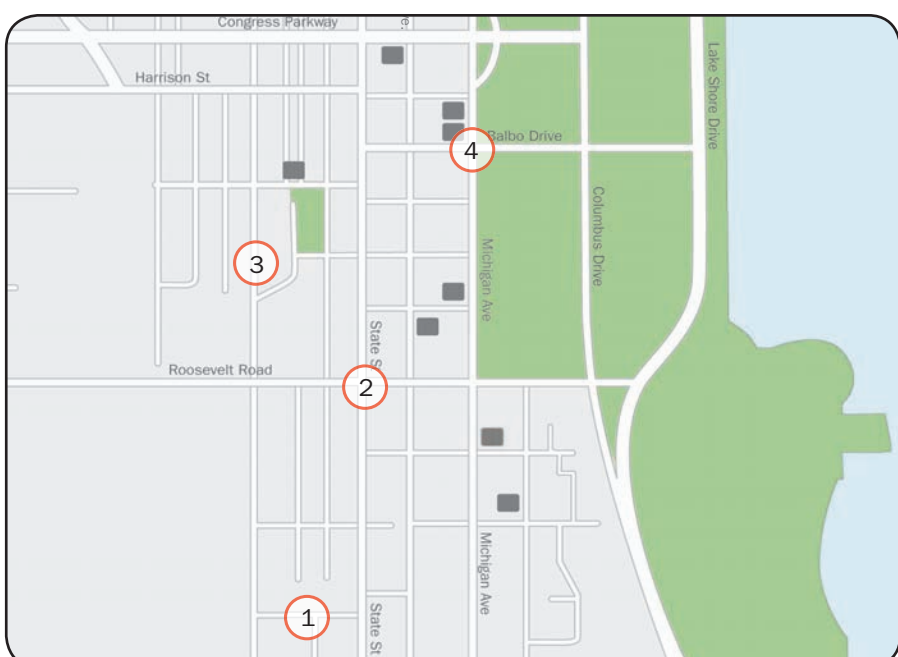 Congress Parkway
Harrison St
Lake Shore Drive
Balbo Drive
4
Columbus Drive
3
Michigan Ave
State S
Roosevelt Road
2
Michigan Ave
1
State St